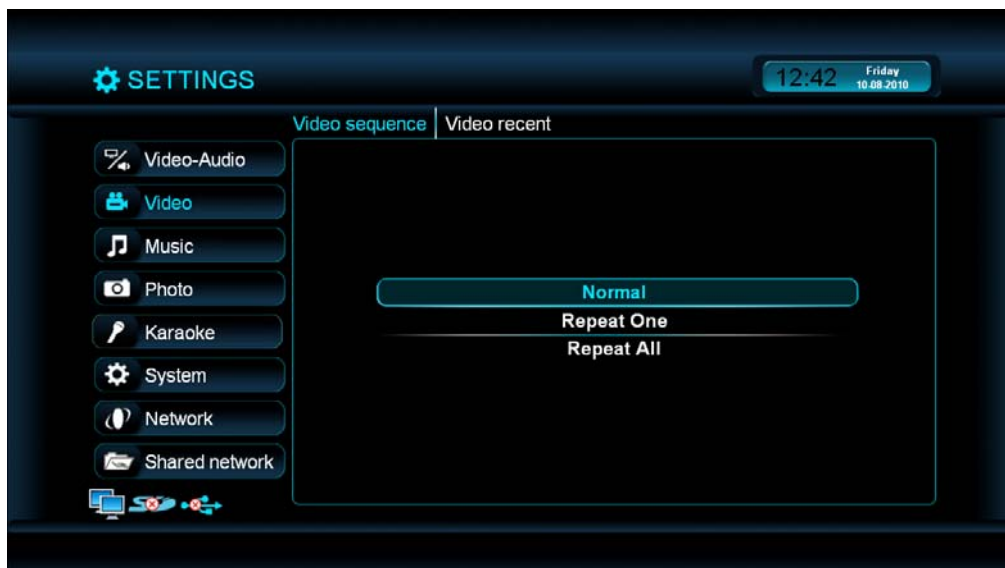 SETTINGS
12:42
Friday
10-08-2010
Video sequence
Video recent
Video-Audio
Video
Music
Photo
Karaoke
System
Network
Shared network
Normal
Repeat One
Repeat All